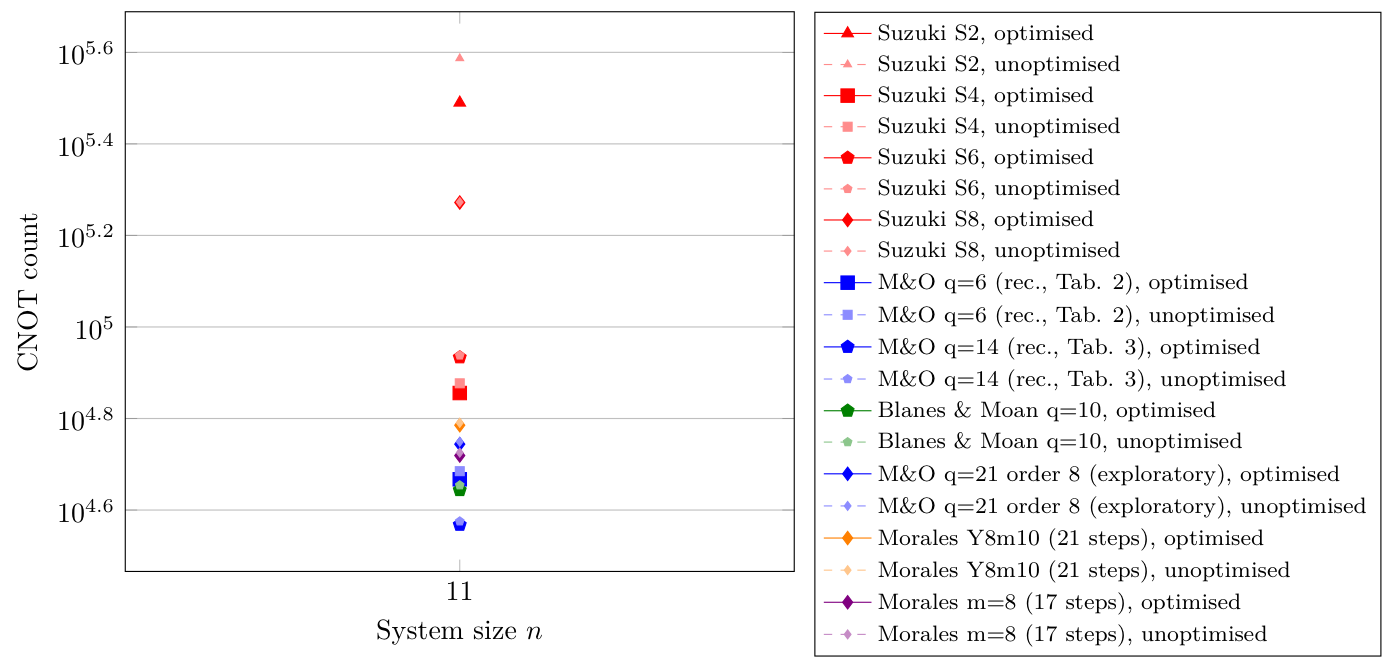 CNOT count
10^5.6
10^5.4
10^5.2
10^5
10^4.8
10^4.6
11
System size n
Suzuki S2, optimised
Suzuki S2, unoptimised
Suzuki S4, optimised
Suzuki S4, unoptimised
Suzuki S6, optimised
Suzuki S6, unoptimised
Suzuki S8, optimised
Suzuki S8, unoptimised
M&O q=6 (rec., Tab. 2), optimised
M&O q=6 (rec., Tab. 2), unoptimised
M&O q=14 (rec., Tab. 3), optimised
M&O q=14 (rec., Tab. 3), unoptimised
Blanes & Moan q=10, optimised
Blanes & Moan q=10, unoptimised
M&O q=21 order 8 (exploratory), optimised
M&O q=21 order 8 (exploratory), unoptimised
Morales Y8m10 (21 steps), optimised
Morales Y8m10 (21 steps), unoptimised
Morales m=8 (17 steps), optimised
Morales m=8 (17 steps), unoptimised